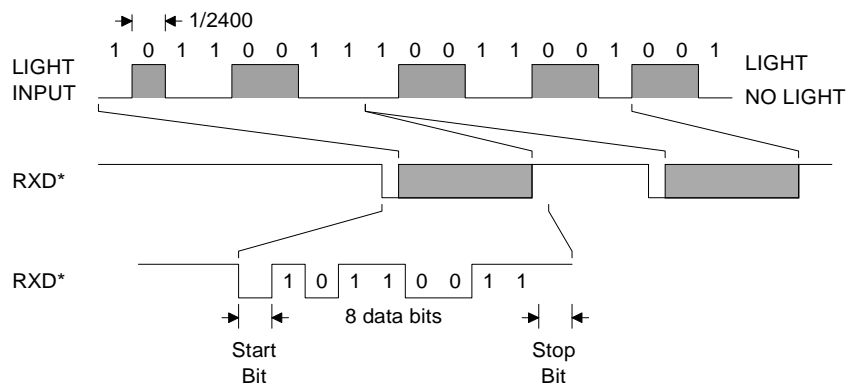 1/2400
1 0 1 1 0 0 1 1 1 0 0 1 1 0 0 1 0 0 1
LIGHT INPUT
LIGHT
NO LIGHT
RXD*
RXD*
1 0 1 1 0 0 1 1
8 data bits
Start Bit
Stop Bit